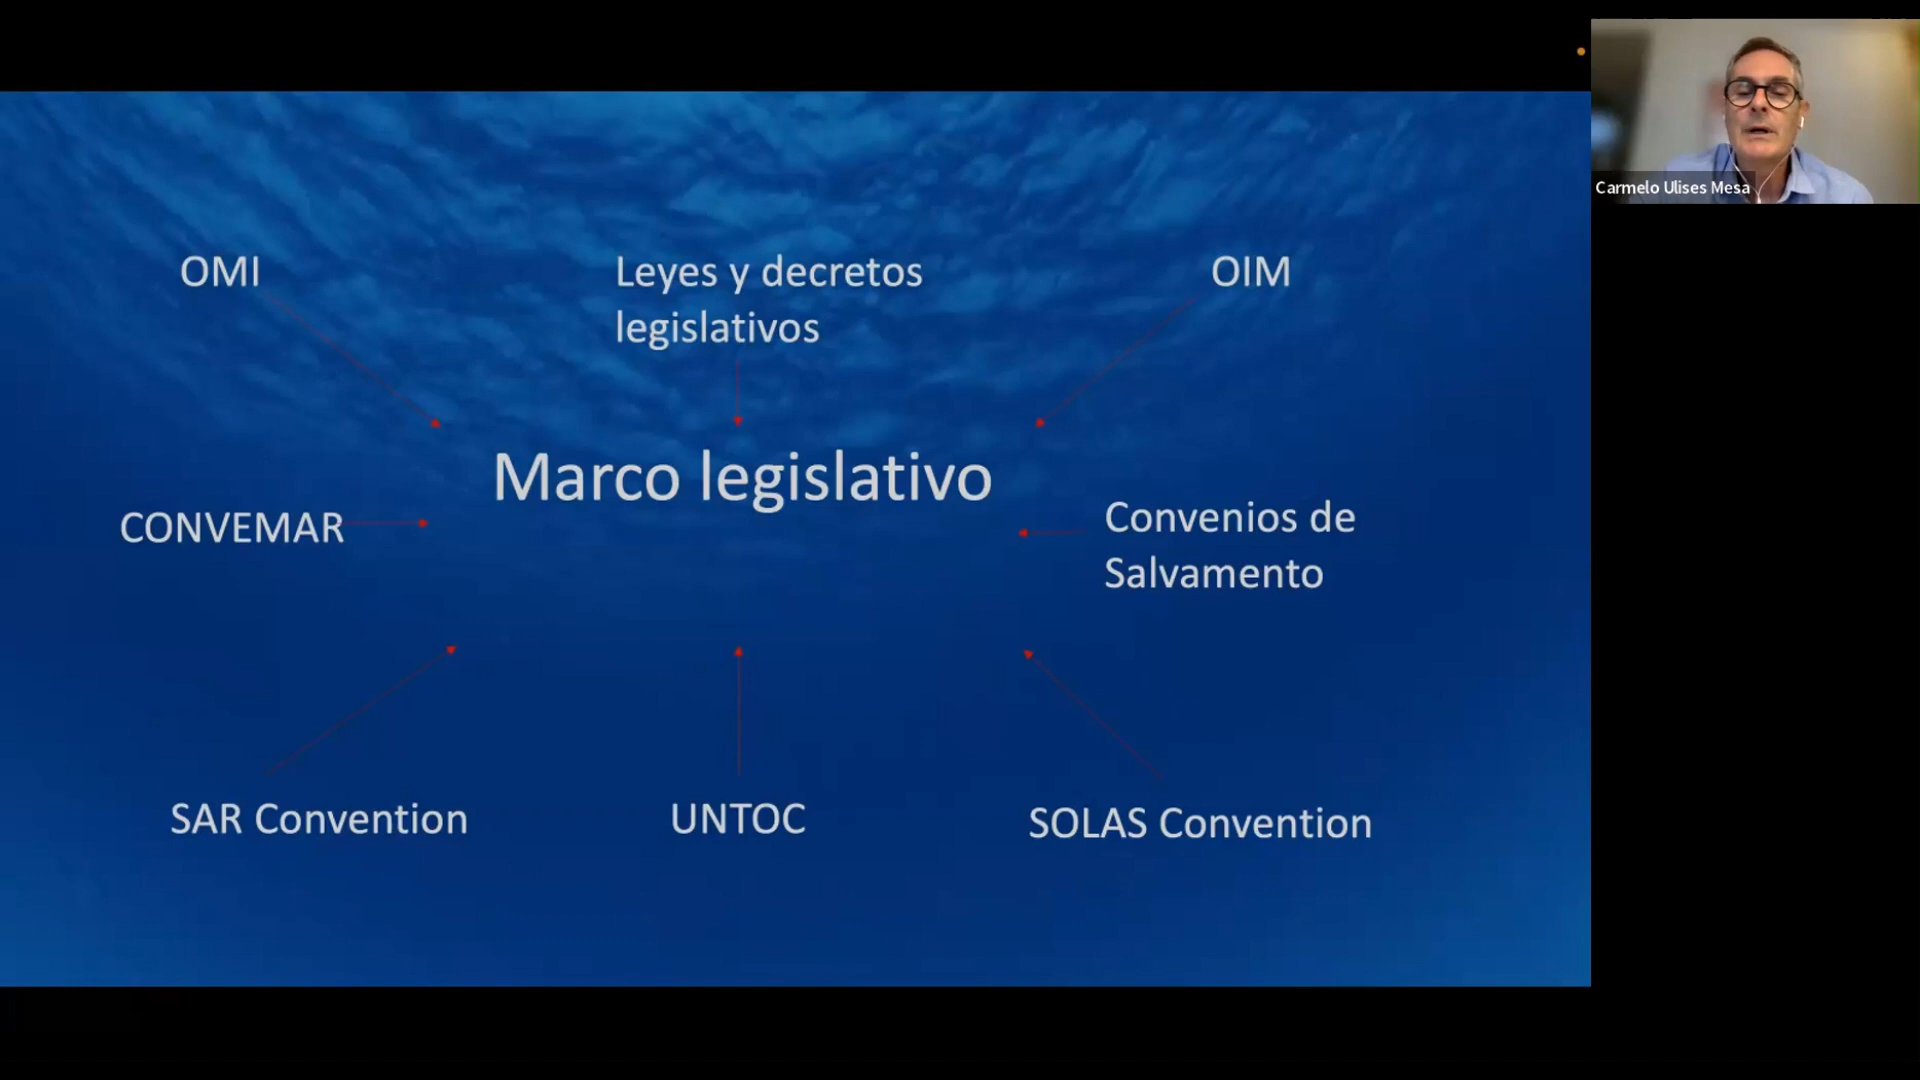 Carmelo Ulises Mesa
OMI
Leyes y decretos
legislativos
OIM
Marco legislativo
CONVEMAR
Convenios de
Salvamento
SAR Convention
UNTOC
SOLAS Convention